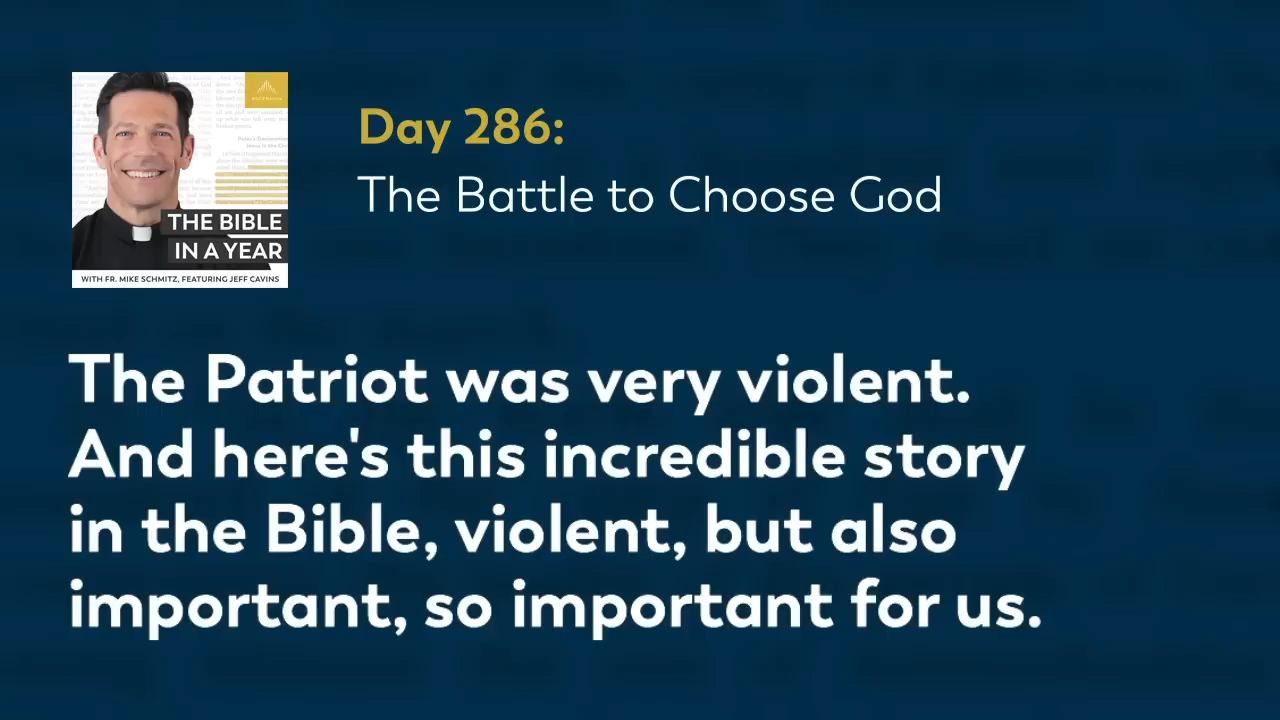 THE BIBLE
IN A YEAR
WITH FR. MIKE SCHMITZ, FEATURING JEFF CAVINS
Day 286:
The Battle to Choose God
The Patriot was very violent.
And here's this incredible story
in the Bible, violent, but also
important, so important for us.